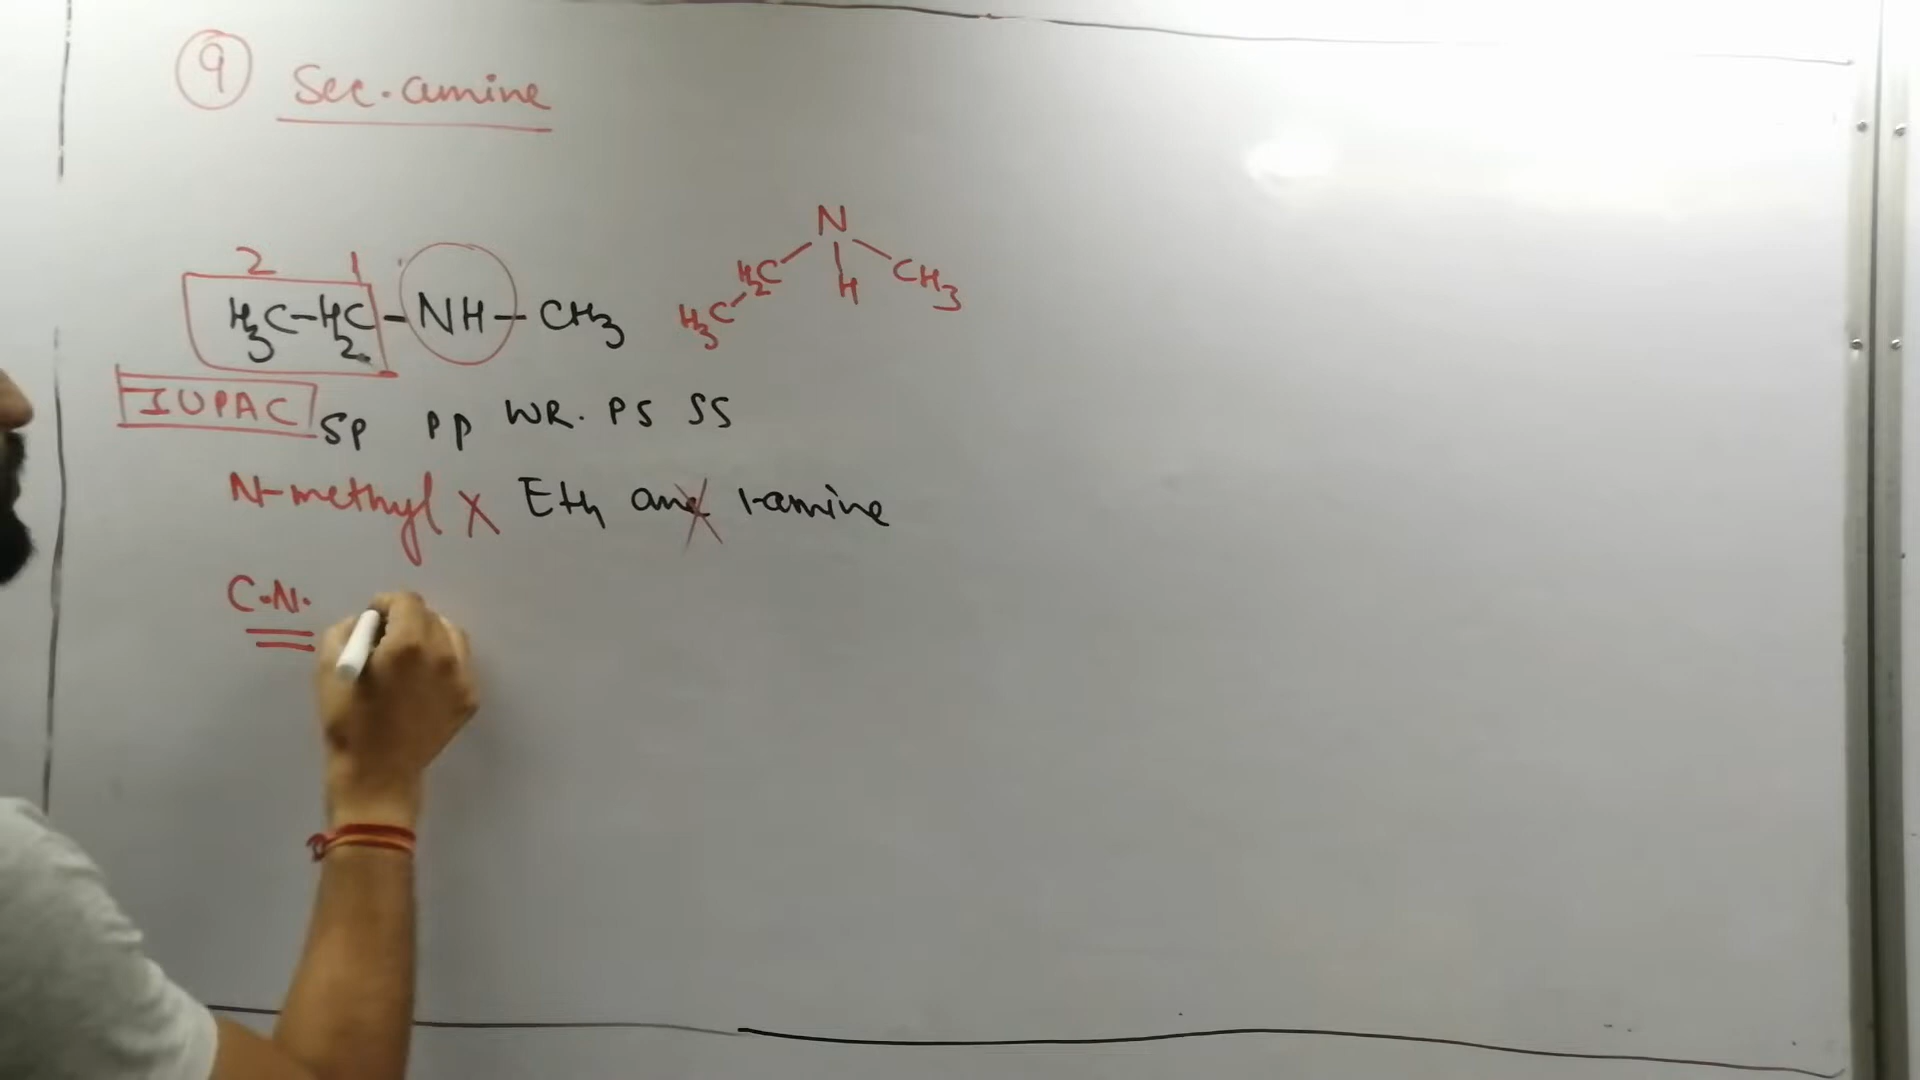 9 Sec. amine
2 1
H3C-H2C-NH-CH3
N
H3C-H2C H CH3
IUPAC SP PP WR. PS SS
N-methyl X Eth ane 1-amine
C.N.